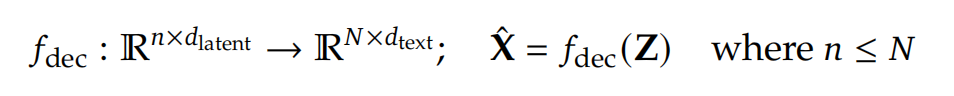 f_dec : ℝ^{n×d_latent} → ℝ^{N×d_text}; X̂ = f_dec(Z) where n ≤ N